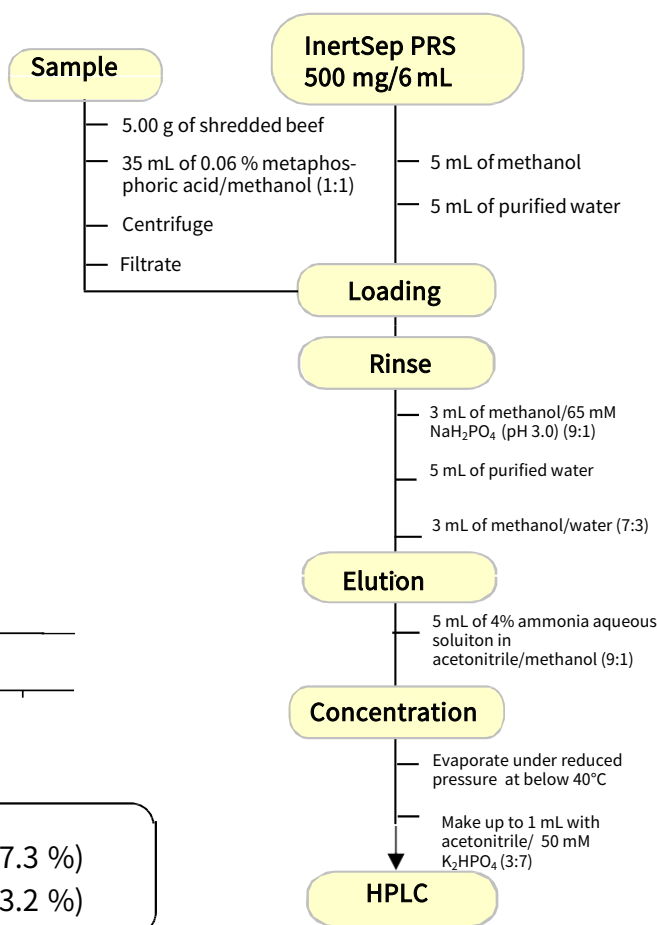 Sample
5.00 g of shredded beef
35 mL of 0.06 % metaphos-
phoric acid/methanol (1:1)
Centrifuge
Filtrate
InertSep PRS
500 mg/6 mL
5 mL of methanol
5 mL of purified water
Loading
Rinse
3 mL of methanol/65 mM
NaH₂PO₄ (pH 3.0) (9:1)
5 mL of purified water
3 mL of methanol/water (7:3)
Elution
5 mL of 4% ammonia aqueous
soluiton in
acetonitrile/methanol (9:1)
Concentration
Evaporate under reduced
pressure at below 40°C
Make up to 1 mL with
acetonitrile/ 50 mM
K₂HPO₄ (3:7)
HPLC
7.3 %)
3.2 %)